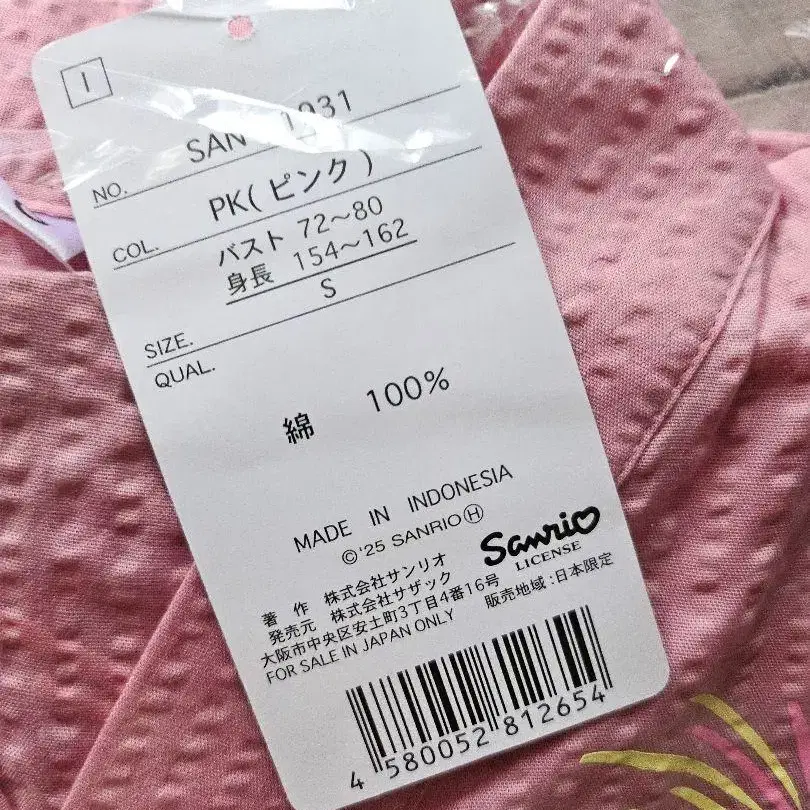 I
NO. SAN 1031
COL. PK(ピンク)
バスト 72〜80
身長 154〜162
SIZE. S
QUAL.
綿 100%
MADE IN INDONESIA
©'25 SANRIO Ⓗ
Sanrio
LICENSE
著 作 株式会社サンリオ
発売元 株式会社サザック
大阪市中央区安土町3丁目4番16号 販売地域:日本限定
FOR SALE IN JAPAN ONLY
4 580052 812654